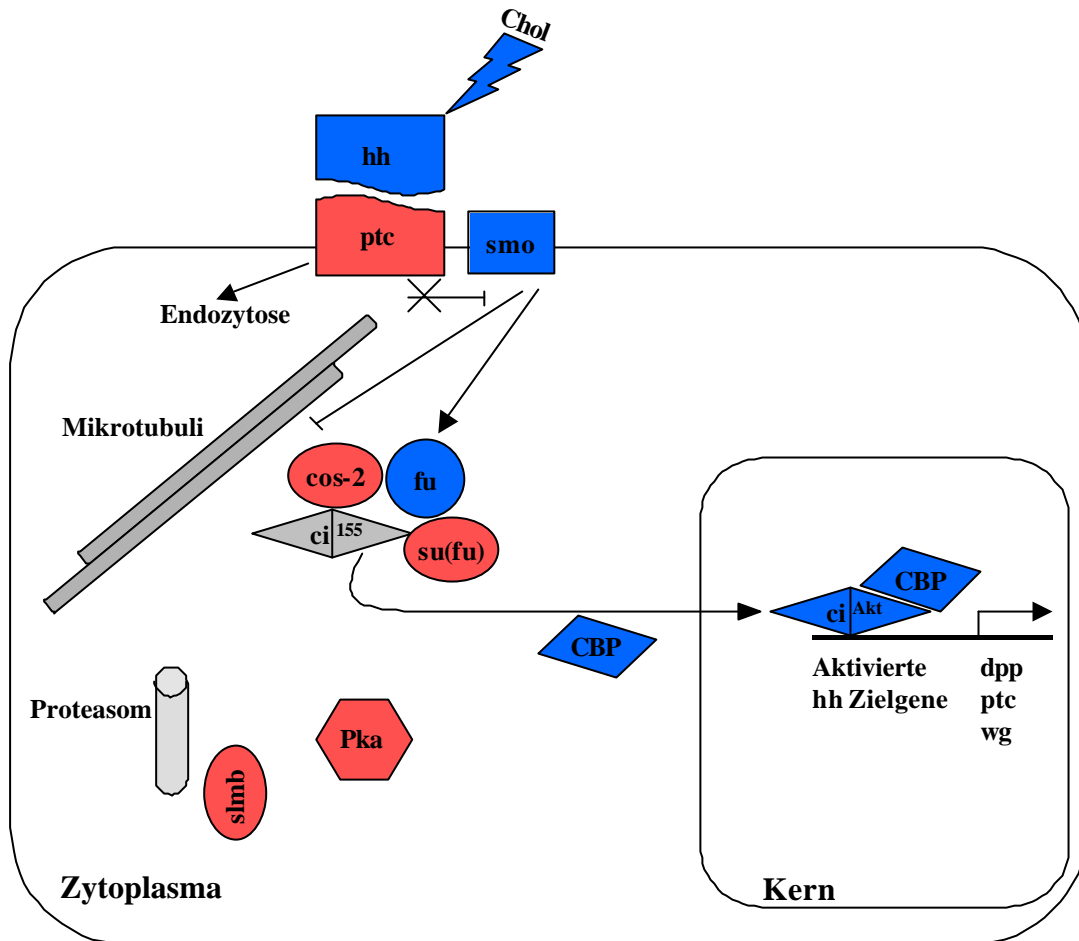 Chol
hh
ptc
smo
Endozytose
Mikrotubuli
cos-2
fu
ci 155
su(fu)
CBP
ci Akt
CBP
Aktivierte
hh Zielgene
dpp
ptc
wg
Proteasom
Pka
slmb
Zytoplasma
Kern